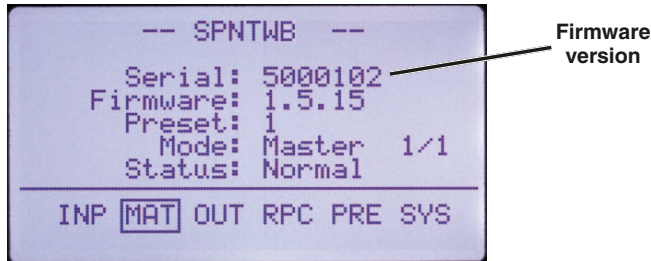 -- SPNTWB --
Serial: 5000102
Firmware: 1.5.15
Preset: 1
Mode: Master 1/1
Status: Normal
INP MAT OUT RPC PRE SYS
Firmware
version